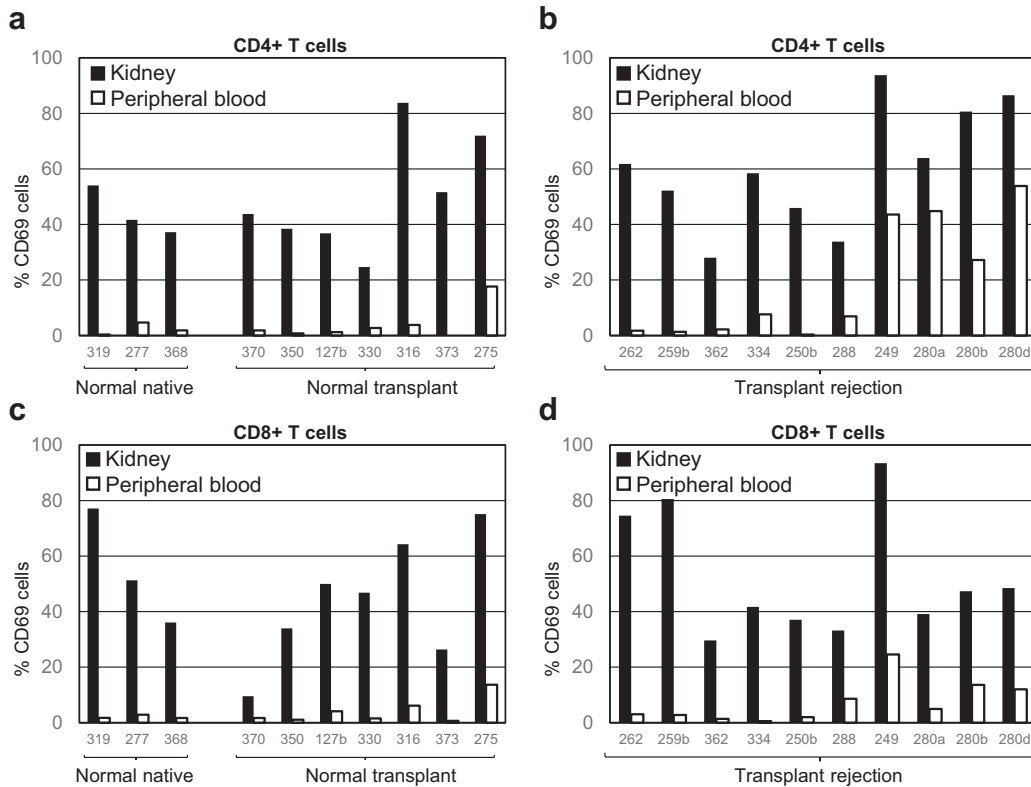 a
CD4+ T cells
% CD69 cells
100
80
60
40
20
0
Kidney
Peripheral blood
319 277 368 370 350 127b 330 316 373 275
Normal native Normal transplant
b
CD4+ T cells
% CD69 cells
100
80
60
40
20
0
Kidney
Peripheral blood
262 259b 362 334 250b 288 249 280a 280b 280d
Transplant rejection
c
CD8+ T cells
% CD69 cells
100
80
60
40
20
0
Kidney
Peripheral blood
319 277 368 370 350 127b 330 316 373 275
Normal native Normal transplant
d
CD8+ T cells
% CD69 cells
100
80
60
40
20
0
Kidney
Peripheral blood
262 259b 362 334 250b 288 249 280a 280b 280d
Transplant rejection